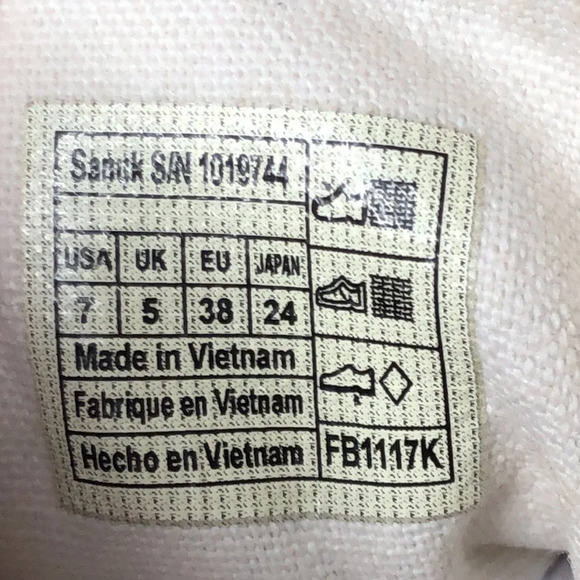 Sanuk S/N 1019744
USA UK EU JAPAN
7 5 38 24
Made in Vietnam
Fabrique en Vietnam
Hecho en Vietnam
FB1117K